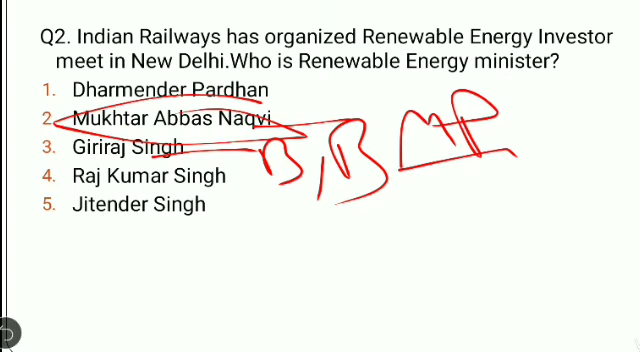 Q2. Indian Railways has organized Renewable Energy Investor
meet in New Delhi.Who is Renewable Energy minister?
1. Dharmender Pardhan
2. Mukhtar Abbas Naqvi
3. Giriraj Singh
4. Raj Kumar Singh
5. Jitender Singh